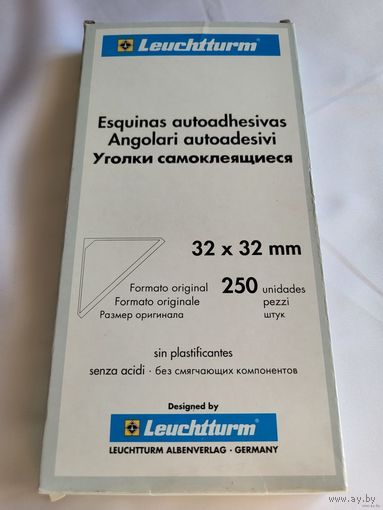 Leuchtturm®
Esquinas autoadhesivas
Angolari autoadesivi
Уголки самоклеящиеся
32 x 32 mm
Formato original 250 unidades
Formato originale pezzi
Размер оригинала штук
sin plastificantes
senza acidi · без смягчающих компонентов
Designed by
Leuchtturm®
LEUCHTTURM ALBENVERLAG · GERMANY
www.ay.by